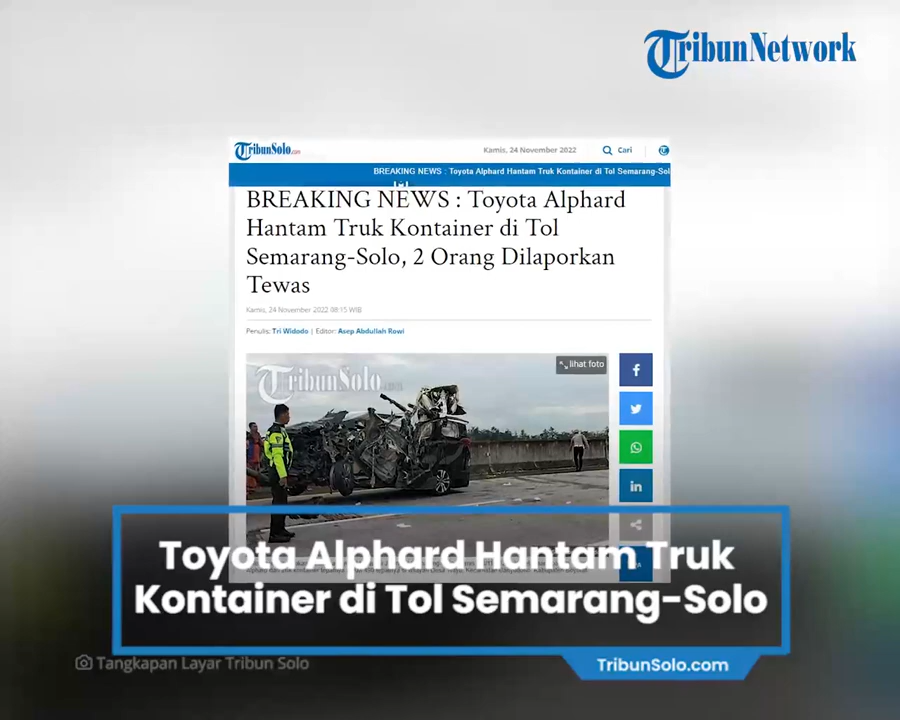 TribunNetwork
TribunSolo.com
Kamis, 24 November 2022
Cari
BREAKING NEWS : Toyota Alphard Hantam Truk Kontainer di Tol Semarang-Sol
BREAKING NEWS : Toyota Alphard
Hantam Truk Kontainer di Tol
Semarang-Solo, 2 Orang Dilaporkan
Tewas
Kamis, 24 November 2022 08:15 WIB
Penulis: Tri Widodo | Editor: Asep Abdullah Rowi
TribunSolo.com
lihat foto
Toyota Alphard Hantam Truk
Kontainer di Tol Semarang-Solo
Tangkapan Layar Tribun Solo
TribunSolo.com